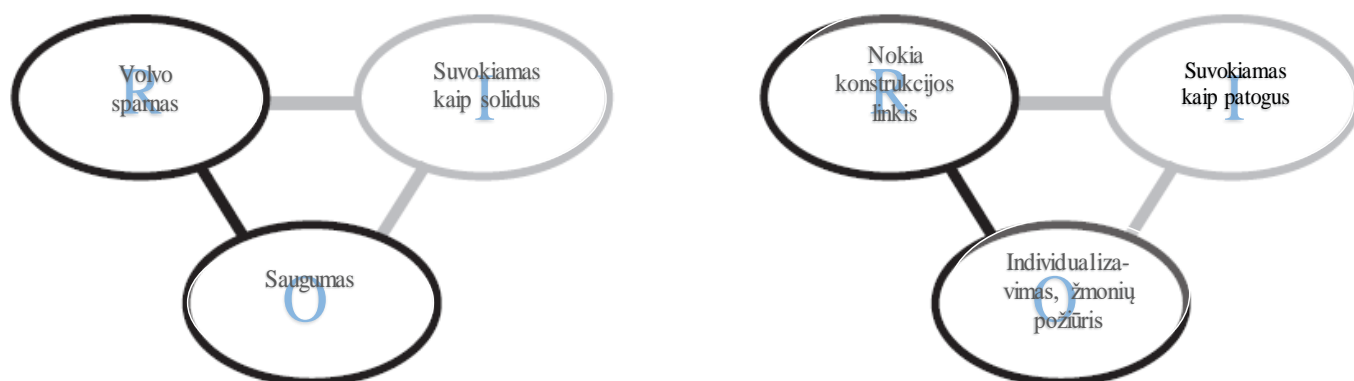 Volvo
sparnas
R
Suvokiamas
kaip solidus
I
Saugumas
O
Nokia
konstrukcijos
linkis
R
Suvokiamas
kaip patogus
I
Individualiza-
vimas, žmonių
požiūris
O